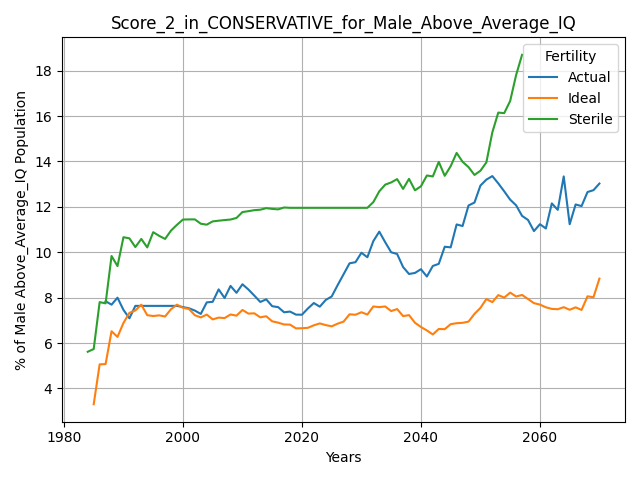 Score_2_in_CONSERVATIVE_for_Male_Above_Average_IQ
% of Male Above_Average_IQ Population
18
16
14
12
10
8
6
4
Fertility
Actual
Ideal
Sterile
1980 2000 2020 2040 2060
Years